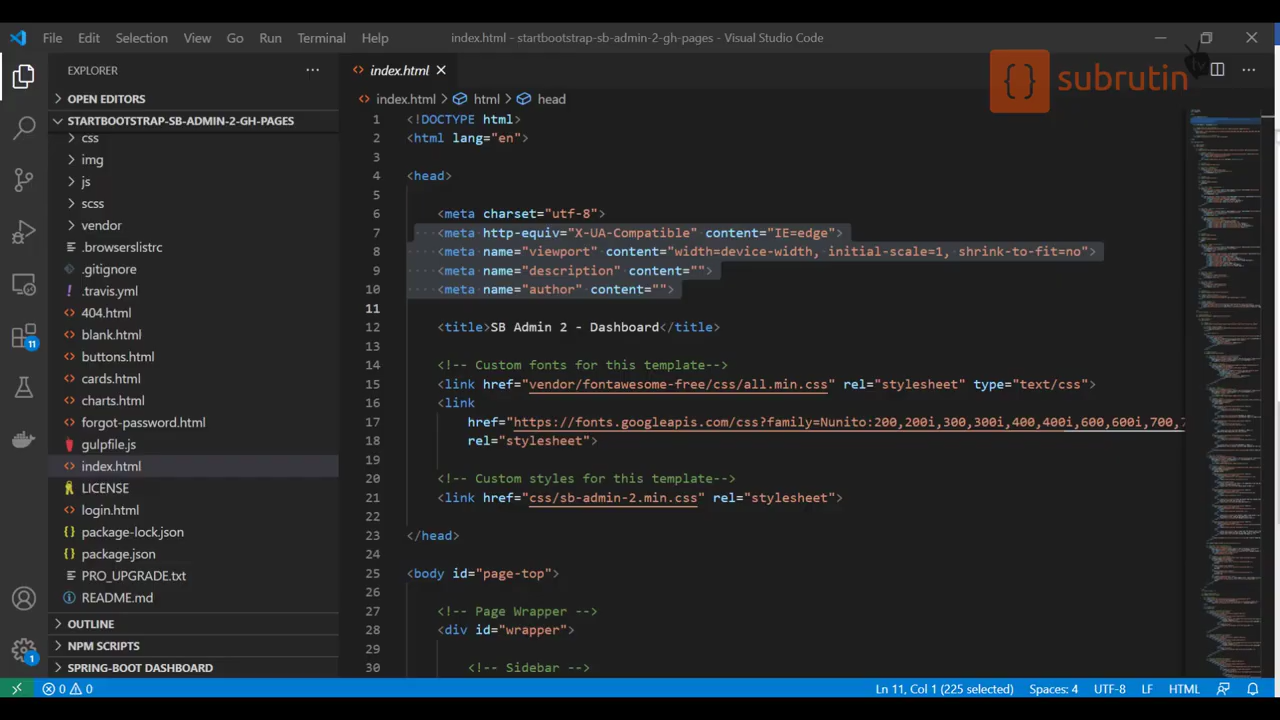 File Edit Selection View Go Run Terminal Help index.html - startbootstrap-sb-admin-2-gh-pages - Visual Studio Code
{} subrutin tv
EXPLORER
index.html
OPEN EDITORS
index.html > html > head
STARTBOOTSTRAP-SB-ADMIN-2-GH-PAGES
css
img
js
scss
vendor
.browserslistrc
.gitignore
.travis.yml
404.html
blank.html
buttons.html
cards.html
charts.html
forgot-password.html
gulpfile.js
index.html
LICENSE
login.html
package-lock.json
package.json
PRO_UPGRADE.txt
README.md
OUTLINE
NPM SCRIPTS
SPRING-BOOT DASHBOARD
11
1
1 <!DOCTYPE html>
2 <html lang="en">
3
4 <head>
5
6 <meta charset="utf-8">
7 <meta http-equiv="X-UA-Compatible" content="IE=edge">
8 <meta name="viewport" content="width=device-width, initial-scale=1, shrink-to-fit=no">
9 <meta name="description" content="">
10 <meta name="author" content="">
11
12 <title>SB Admin 2 - Dashboard</title>
13
14 <!-- Custom fonts for this template-->
15 <link href="vendor/fontawesome-free/css/all.min.css" rel="stylesheet" type="text/css">
16 <link
17 href="https://fonts.googleapis.com/css?family=Nunito:200,200i,300,300i,400,400i,600,600i,700,7
18 rel="stylesheet">
19
20 <!-- Custom styles for this template-->
21 <link href="css/sb-admin-2.min.css" rel="stylesheet">
22
23 </head>
24
25 <body id="page-top">
26
27 <!-- Page Wrapper -->
28 <div id="wrapper">
29
30 <!-- Sidebar -->
0 0 Ln 11, Col 1 (225 selected) Spaces: 4 UTF-8 LF HTML